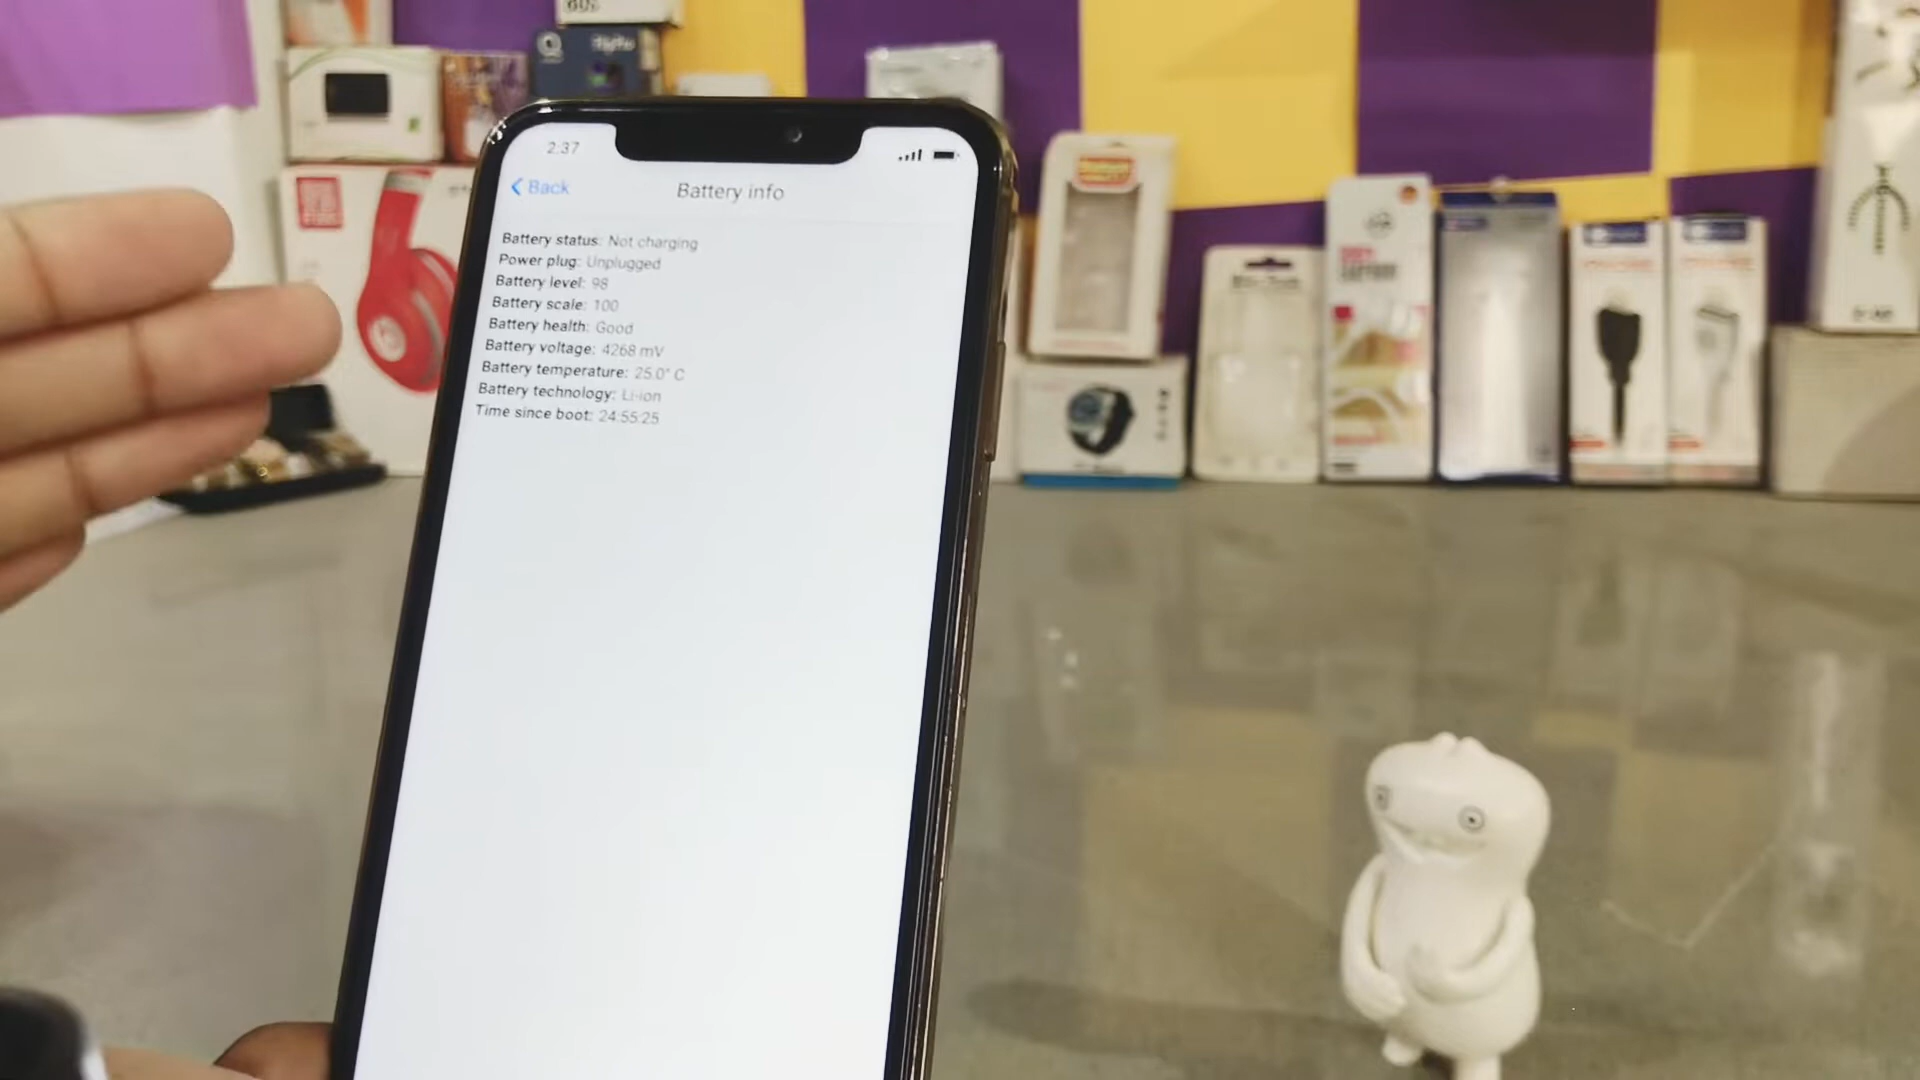 2:37
Back
Battery info
Battery status: Not charging
Power plug: Unplugged
Battery level: 98
Battery scale: 100
Battery health: Good
Battery voltage: 4268 mV
Battery temperature: 25.0° C
Battery technology: Li-ion
Time since boot: 24:55:25